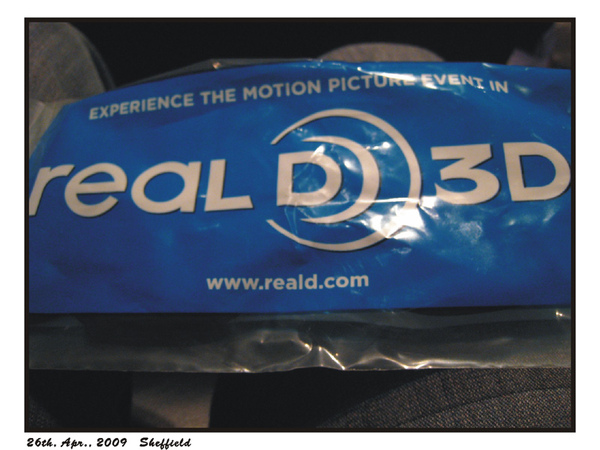 EXPERIENCE THE MOTION PICTURE EVENT IN
reaL D 3D
www.reald.com
26th, Apr., 2009 Sheffield